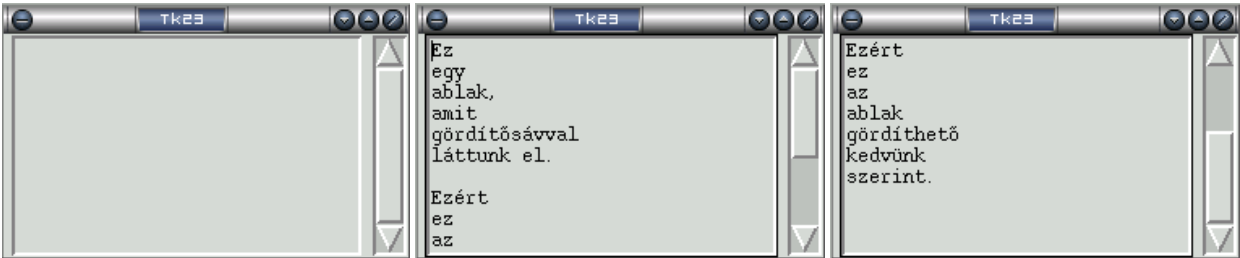 Tk23
Tk23
Ez
egy
ablak,
amit
gördítősávval
láttunk el.
Ezért
ez
az
Tk23
Ezért
ez
az
ablak
gördíthető
kedvünk
szerint.